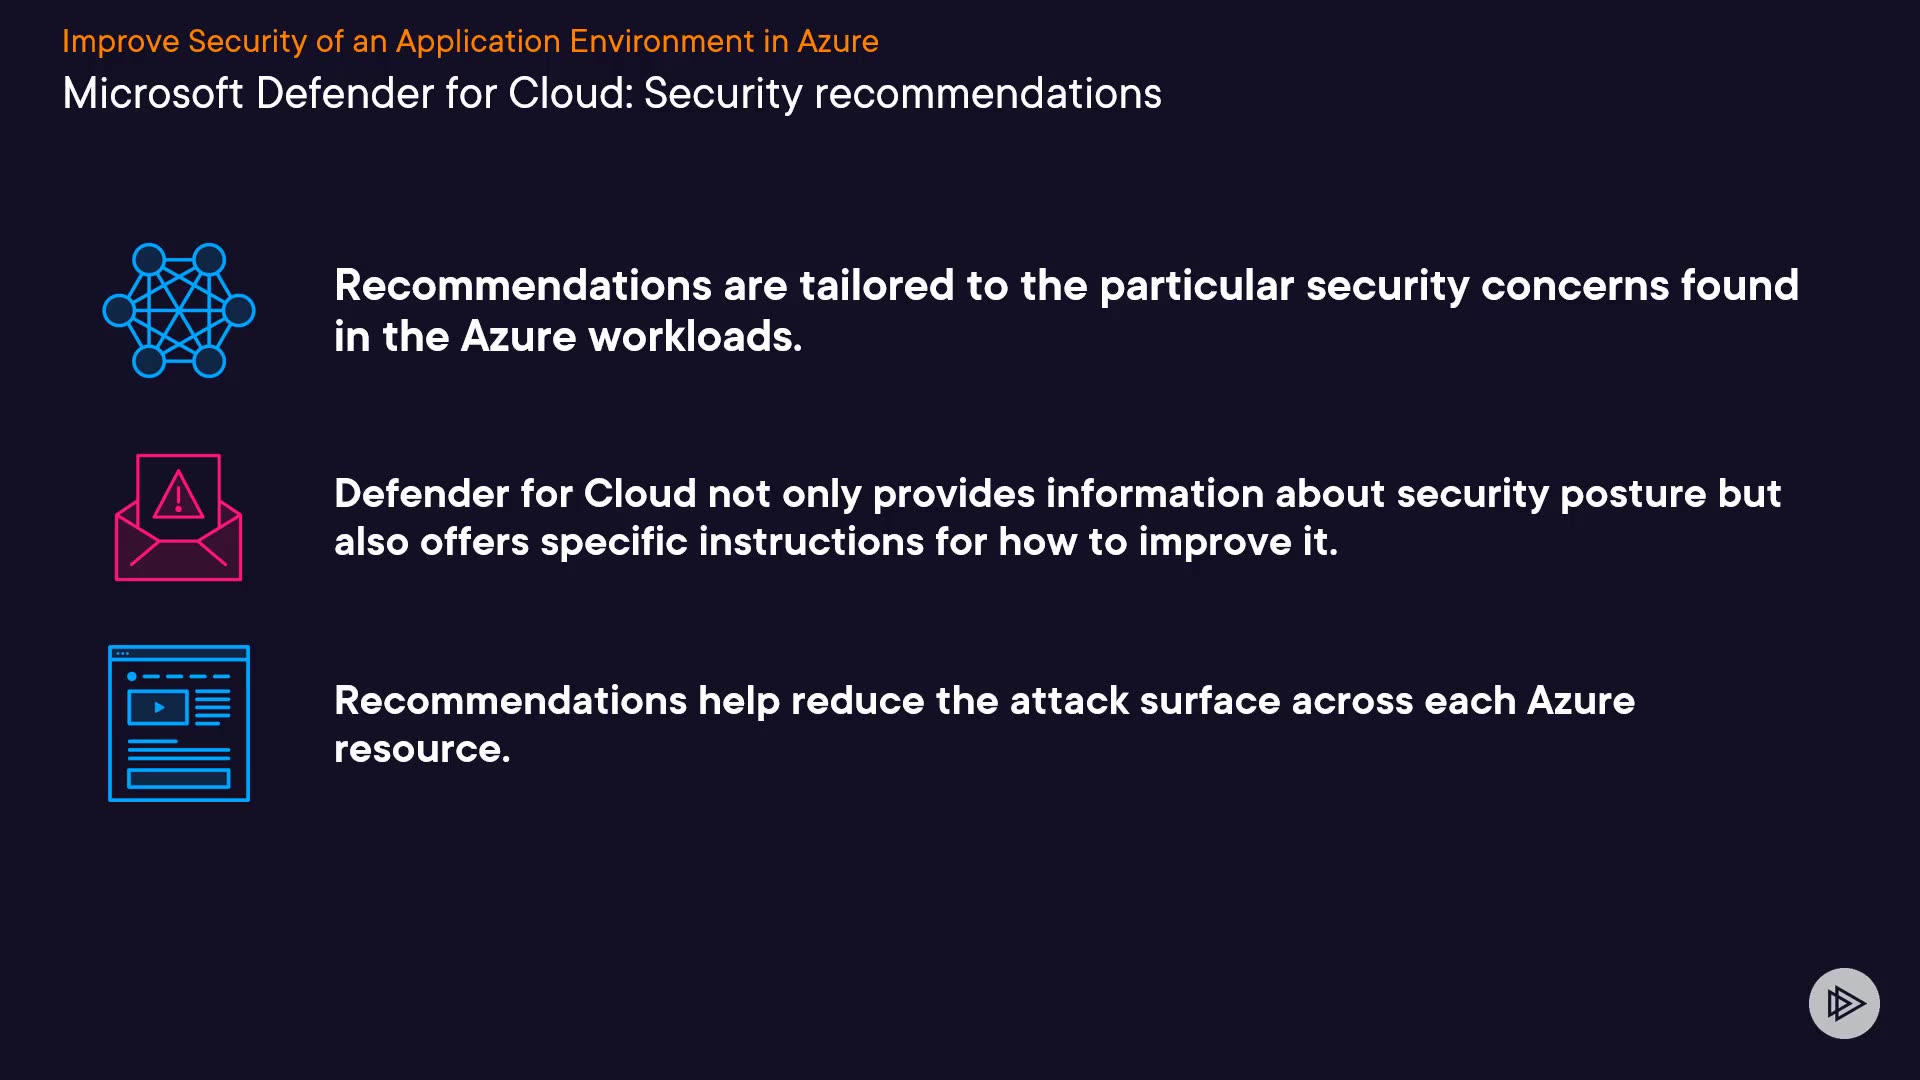 Improve Security of an Application Environment in Azure
Microsoft Defender for Cloud: Security recommendations
Recommendations are tailored to the particular security concerns found
in the Azure workloads.
Defender for Cloud not only provides information about security posture but
also offers specific instructions for how to improve it.
Recommendations help reduce the attack surface across each Azure
resource.